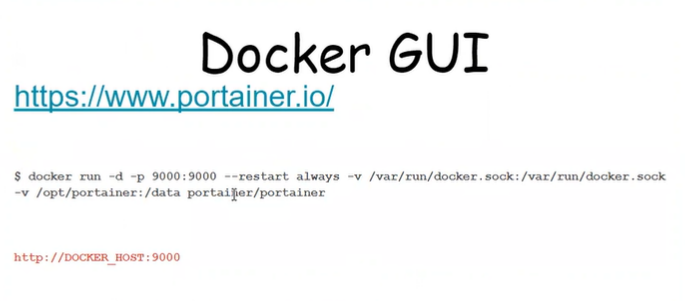 Docker GUI
https://www.portainer.io/
$ docker run -d -p 9000:9000 --restart always -v /var/run/docker.sock:/var/run/docker.sock
-v /opt/portainer:/data portainer/portainer
http://DOCKER_HOST:9000